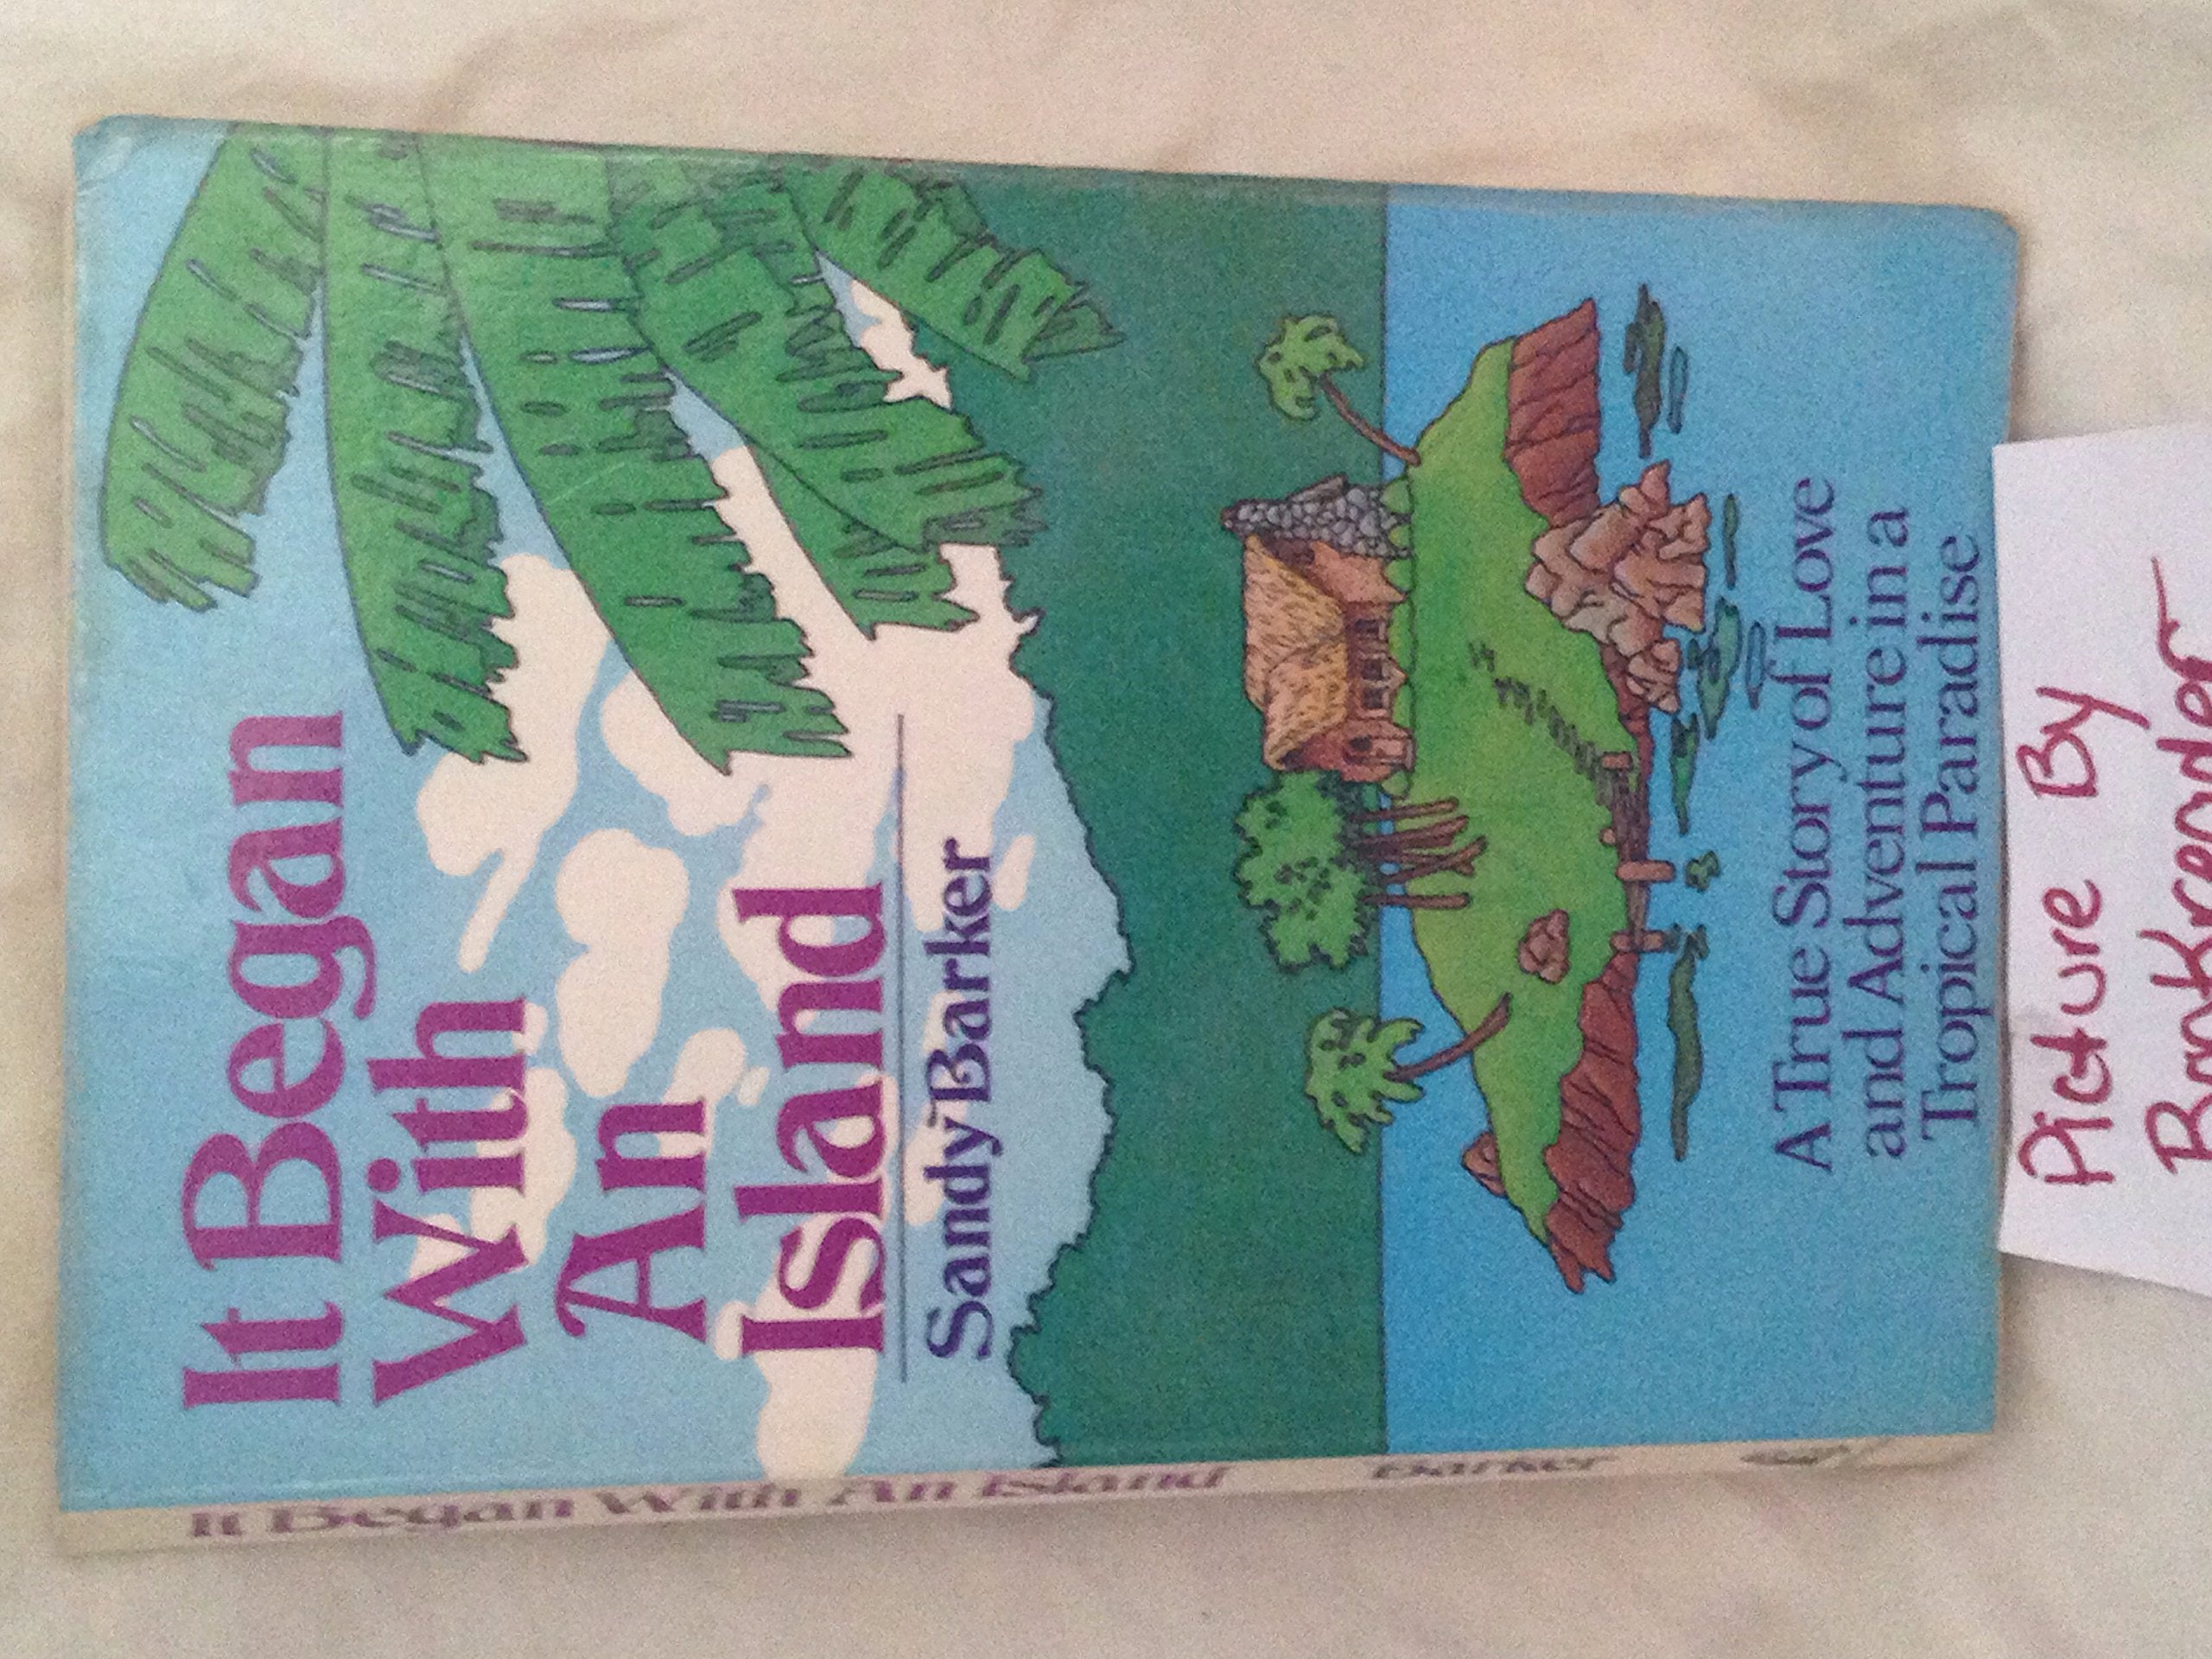 It Began
With
An
Island
Sandy Barker
A True Story of Love
and Adventure in a
Tropical Paradise
It Began With An Island Barker
Picture By